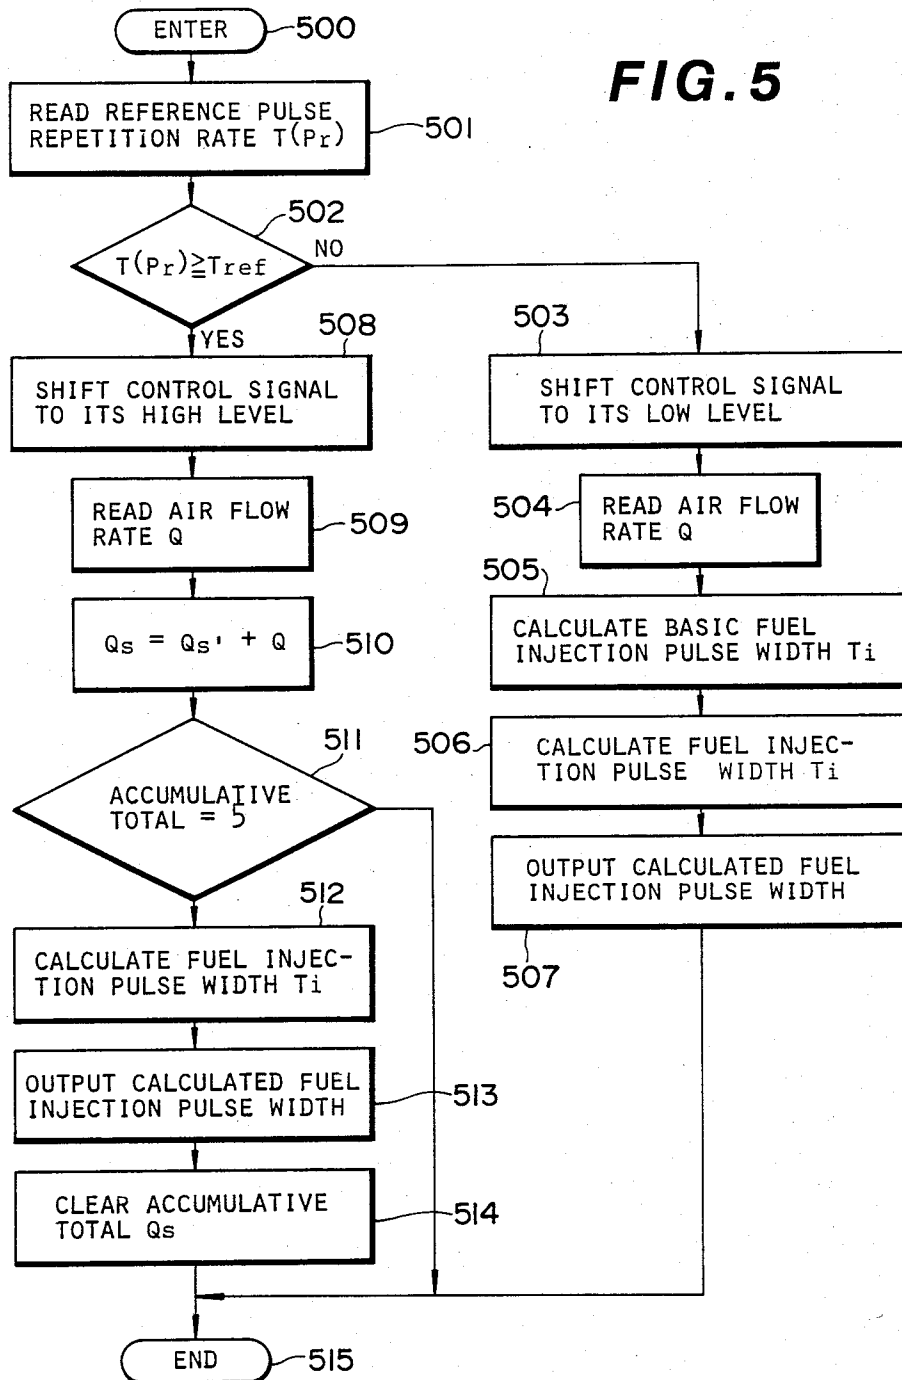 ENTER
500
FIG. 5
READ REFERENCE PULSE
REPETITION RATE T(Pr)
501
502
T(Pr)≧Tref
NO
YES
508
SHIFT CONTROL SIGNAL
TO ITS HIGH LEVEL
READ AIR FLOW
RATE Q
509
Qs = Qs' + Q
510
511
ACCUMULATIVE
TOTAL = 5
512
CALCULATE FUEL INJEC-
TION PULSE WIDTH Ti
OUTPUT CALCULATED FUEL
INJECTION PULSE WIDTH
513
CLEAR ACCUMULATIVE
TOTAL Qs
514
503
SHIFT CONTROL SIGNAL
TO ITS LOW LEVEL
504
READ AIR FLOW
RATE Q
505
CALCULATE BASIC FUEL
INJECTION PULSE WIDTH Ti
506
CALCULATE FUEL INJEC-
TION PULSE WIDTH Ti
OUTPUT CALCULATED FUEL
INJECTION PULSE WIDTH
507
END
515